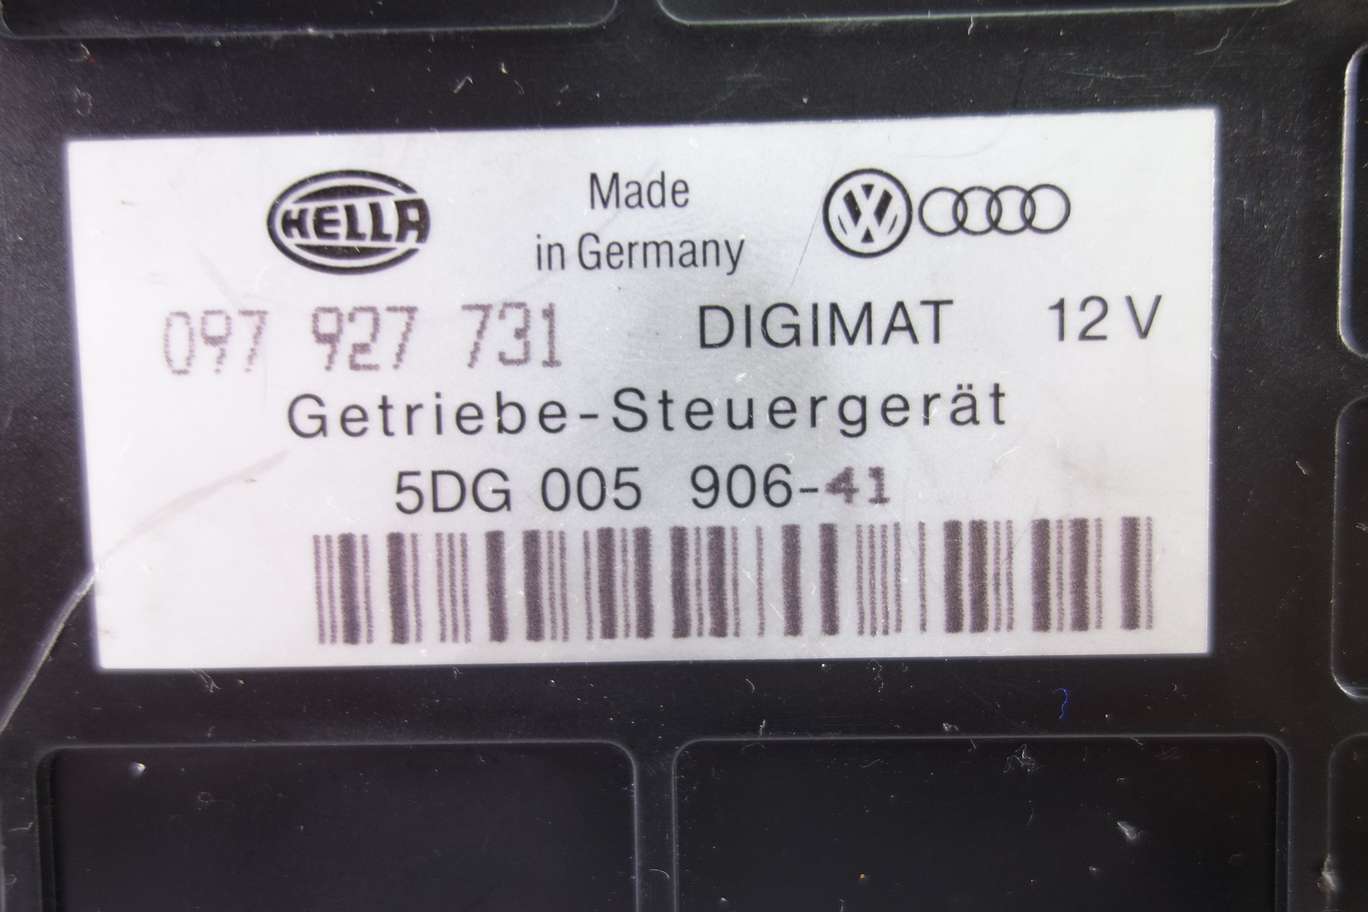 HELLA
Made
in Germany
097 927 731 DIGIMAT 12 V
Getriebe-Steuergerät
5DG 005 906-41